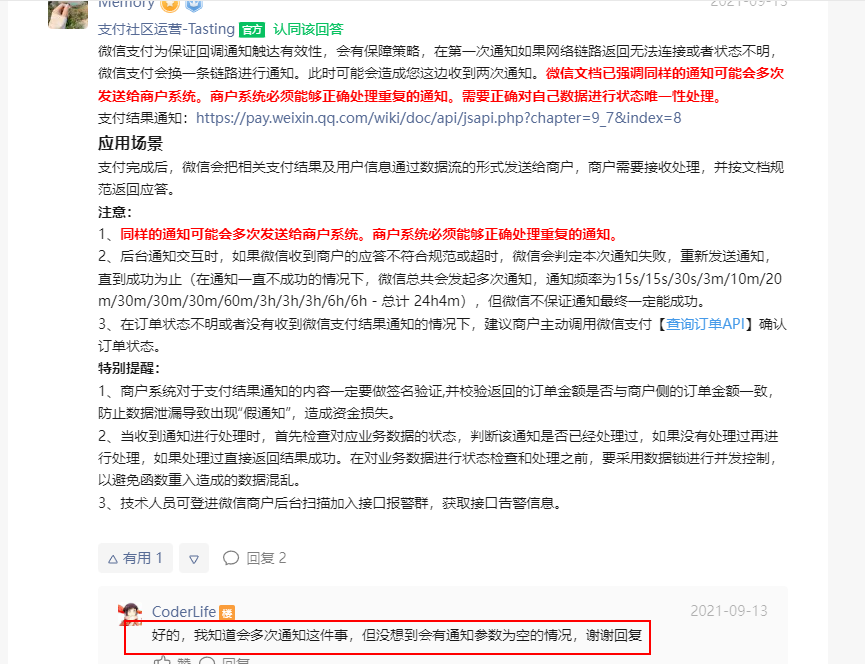 Memory
2021-09-13
支付社区运营-Tasting 官方 认同该回答
微信支付为保证回调通知触达有效性，会有保障策略，在第一次通知如果网络链路返回无法连接或者状态不明，
微信支付会换一条链路进行通知。此时可能会造成您这边收到两次通知。微信文档已强调同样的通知可能会多次
发送给商户系统。商户系统必须能够正确处理重复的通知。需要正确对自己数据进行状态唯一性处理。
支付结果通知：https://pay.weixin.qq.com/wiki/doc/api/jsapi.php?chapter=9_7&index=8
应用场景
支付完成后，微信会把相关支付结果及用户信息通过数据流的形式发送给商户，商户需要接收处理，并按文档规
范返回应答。
注意：
1、同样的通知可能会多次发送给商户系统。商户系统必须能够正确处理重复的通知。
2、后台通知交互时，如果微信收到商户的应答不符合规范或超时，微信会判定本次通知失败，重新发送通知，
直到成功为止（在通知一直不成功的情况下，微信总共会发起多次通知，通知频率为15s/15s/30s/3m/10m/20
m/30m/30m/30m/60m/3h/3h/3h/6h/6h - 总计 24h4m），但微信不保证通知最终一定能成功。
3、在订单状态不明或者没有收到微信支付结果通知的情况下，建议商户主动调用微信支付【查询订单API】确认
订单状态。
特别提醒：
1、商户系统对于支付结果通知的内容一定要做签名验证,并校验返回的订单金额是否与商户侧的订单金额一致，
防止数据泄漏导致出现“假通知”，造成资金损失。
2、当收到通知进行处理时，首先检查对应业务数据的状态，判断该通知是否已经处理过，如果没有处理过再进
行处理，如果处理过直接返回结果成功。在对业务数据进行状态检查和处理之前，要采用数据锁进行并发控制，
以避免函数重入造成的数据混乱。
3、技术人员可登进微信商户后台扫描加入接口报警群，获取接口告警信息。
有用 1 回复 2
CoderLife 楼 2021-09-13
好的，我知道会多次通知这件事，但没想到会有通知参数为空的情况，谢谢回复
赞 回复